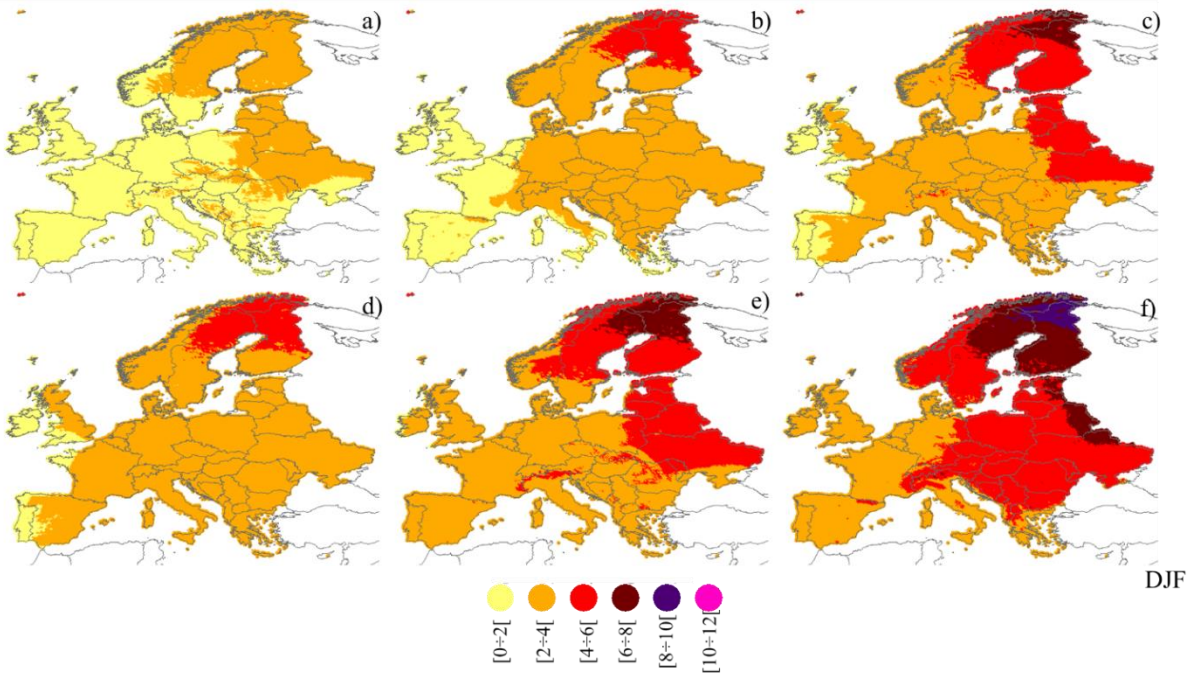 a)
b)
c)
d)
e)
f)
DJF
[0÷2[
[2÷4[
[4÷6[
[6÷8[
[8÷10[
[10÷12[